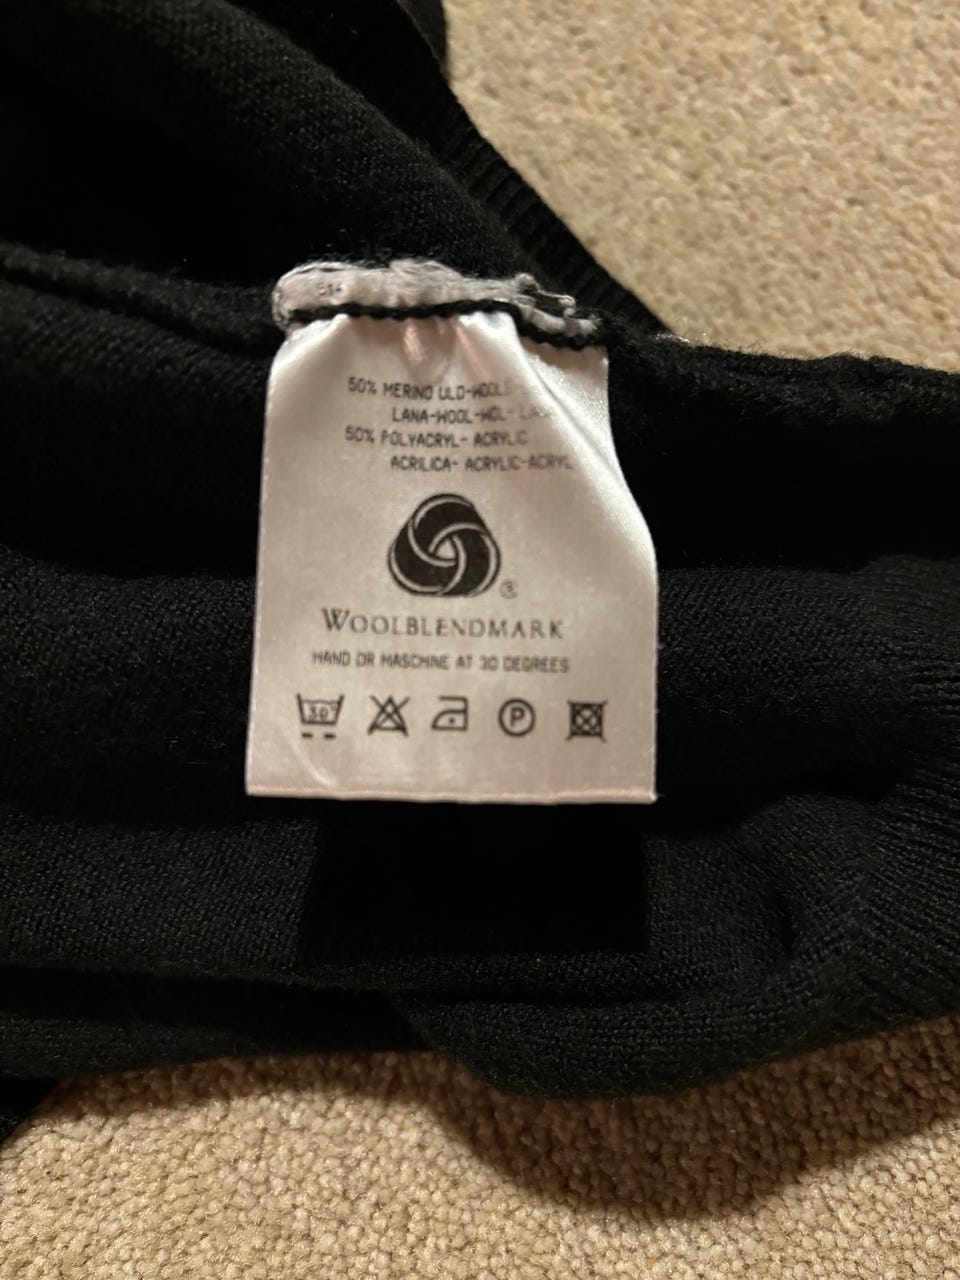 50% MERINO ULD-WOOL
LANA-WOOL-WOL-
50% POLYACRYL- ACRYLIC
ACRILICA- ACRYLIC-ACRYL
®
WOOLBLENDMARK
HAND OR MASCHINE AT 30 DEGREES
30°
P